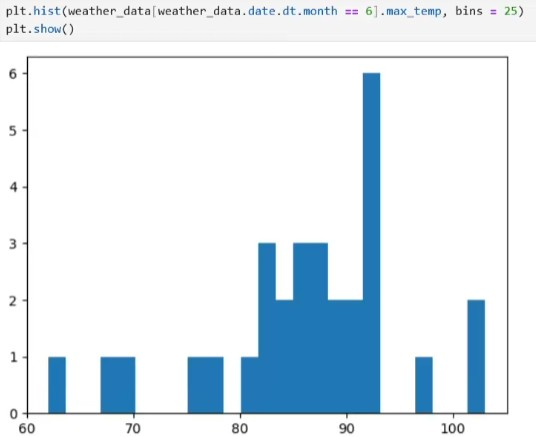 plt.hist(weather_data[weather_data.date.dt.month == 6].max_temp, bins = 25)
plt.show()
6
5
4
3
2
1
0
60 70 80 90 100